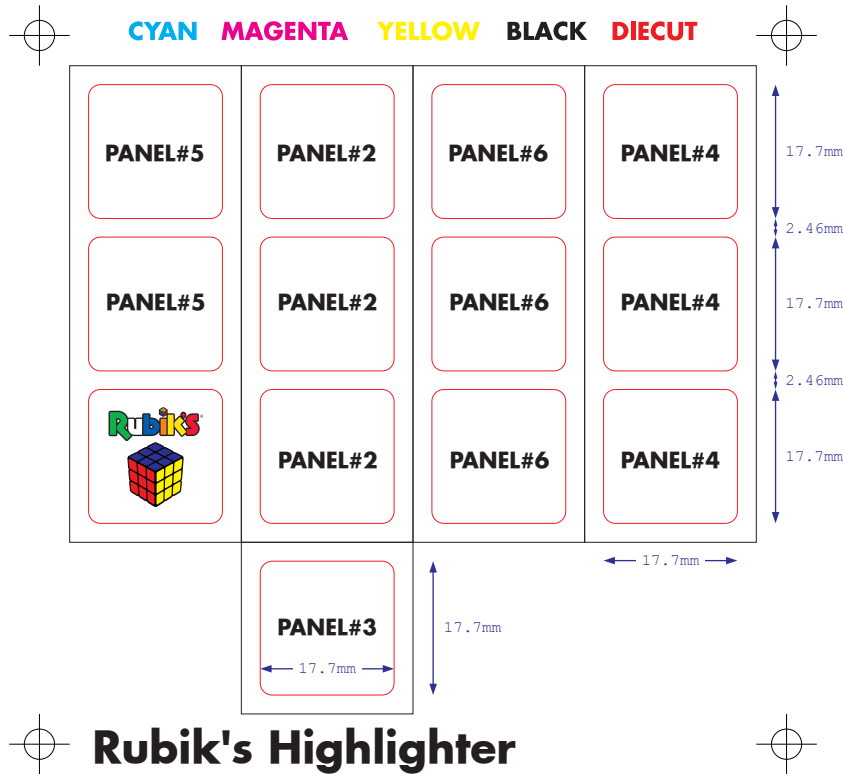 CYAN MAGENTA YELLOW BLACK DIECUT
PANEL#5 PANEL#2 PANEL#6 PANEL#4 17.7mm
2.46mm
PANEL#5 PANEL#2 PANEL#6 PANEL#4 17.7mm
2.46mm
Rubik's
PANEL#2 PANEL#6 PANEL#4 17.7mm
17.7mm
PANEL#3 17.7mm
17.7mm
Rubik's Highlighter